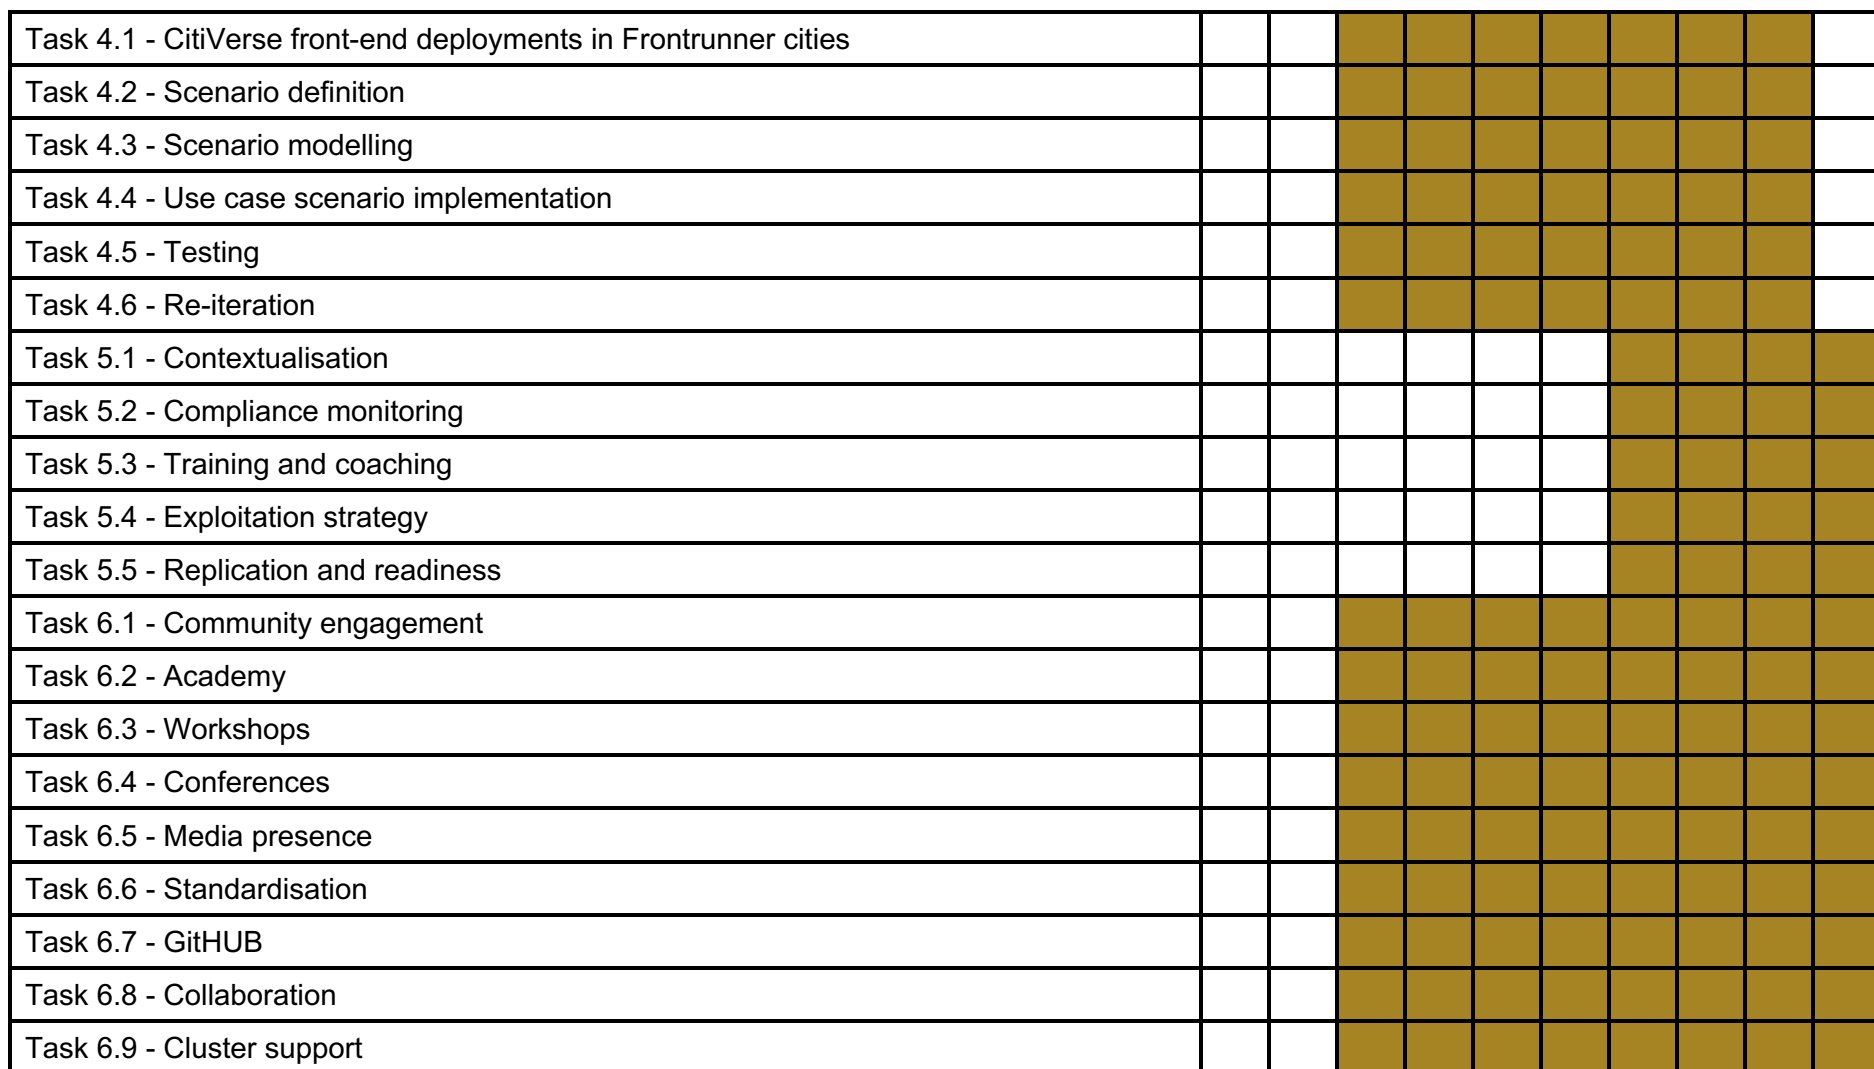 Task 4.1 - CitiVerse front-end deployments in Frontrunner cities
Task 4.2 - Scenario definition
Task 4.3 - Scenario modelling
Task 4.4 - Use case scenario implementation
Task 4.5 - Testing
Task 4.6 - Re-iteration
Task 5.1 - Contextualisation
Task 5.2 - Compliance monitoring
Task 5.3 - Training and coaching
Task 5.4 - Exploitation strategy
Task 5.5 - Replication and readiness
Task 6.1 - Community engagement
Task 6.2 - Academy
Task 6.3 - Workshops
Task 6.4 - Conferences
Task 6.5 - Media presence
Task 6.6 - Standardisation
Task 6.7 - GitHUB
Task 6.8 - Collaboration
Task 6.9 - Cluster support